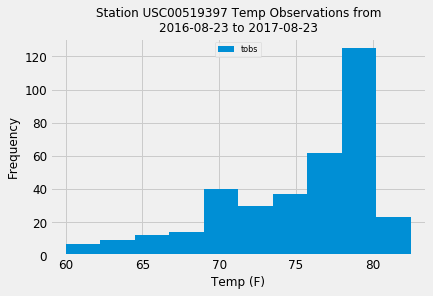 Station USC00519397 Temp Observations from
2016-08-23 to 2017-08-23
tobs
Frequency
120
100
80
60
40
20
0
60 65 70 75 80
Temp (F)